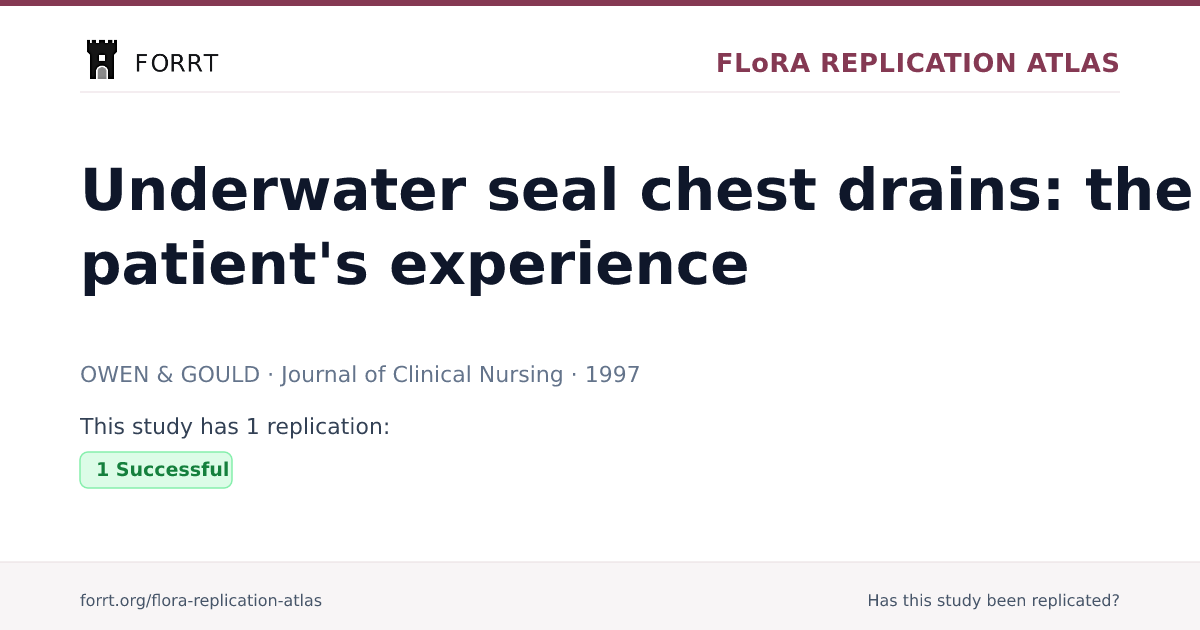 FORRT
FLoRA REPLICATION ATLAS
Underwater seal chest drains: the
patient's experience
OWEN & GOULD · Journal of Clinical Nursing · 1997
This study has 1 replication:
1 Successful
forrt.org/flora-replication-atlas
Has this study been replicated?